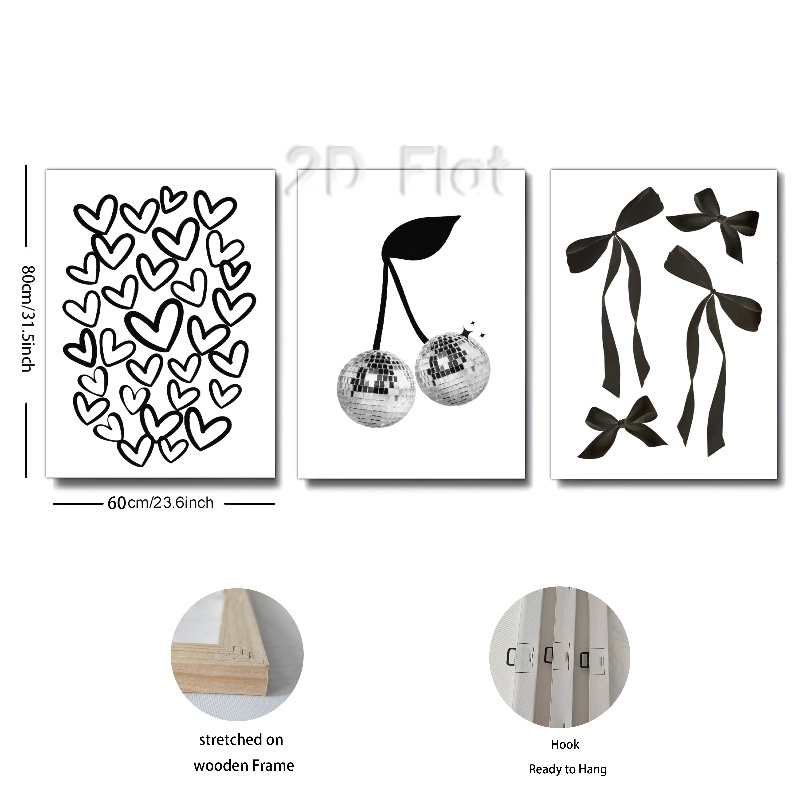 2D Flat
80cm/31.5inch
60cm/23.6inch
stretched on
wooden Frame
Hook
Ready to Hang